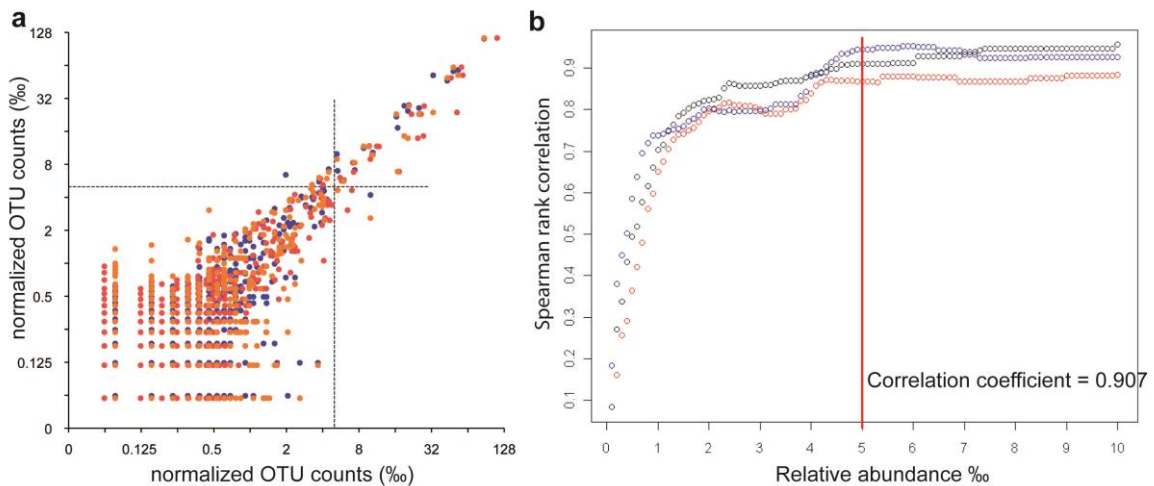 a
128
32
8
2
0.5
0.125
0
normalized OTU counts (‰)
0 0.125 0.5 2 8 32 128
normalized OTU counts (‰)
b
0.9
0.8
0.7
0.6
0.5
0.4
0.3
0.2
0.1
Spearman rank correlation
Correlation coefficient = 0.907
0 1 2 3 4 5 6 7 8 9 10
Relative abundance ‰